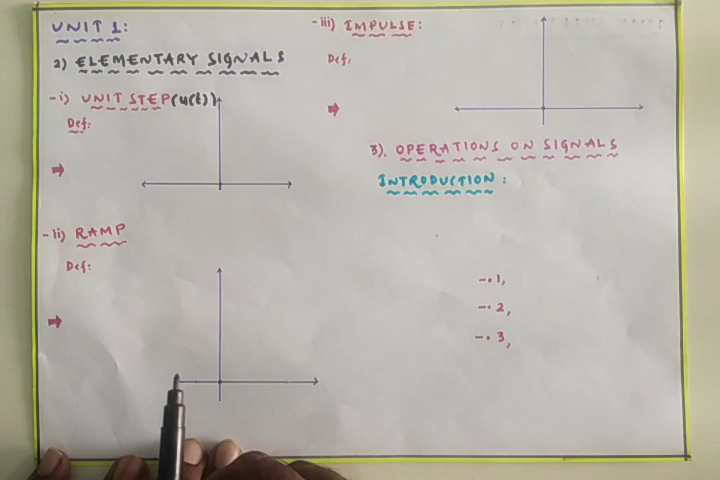 UNIT 1:
2) ELEMENTARY SIGNALS
-i) UNIT STEP(u(t))
Def:
-ii) RAMP
Def:
-iii) IMPULSE:
Def:
3). OPERATIONS ON SIGNALS
INTRODUCTION:
-. 1,
-. 2,
-. 3,